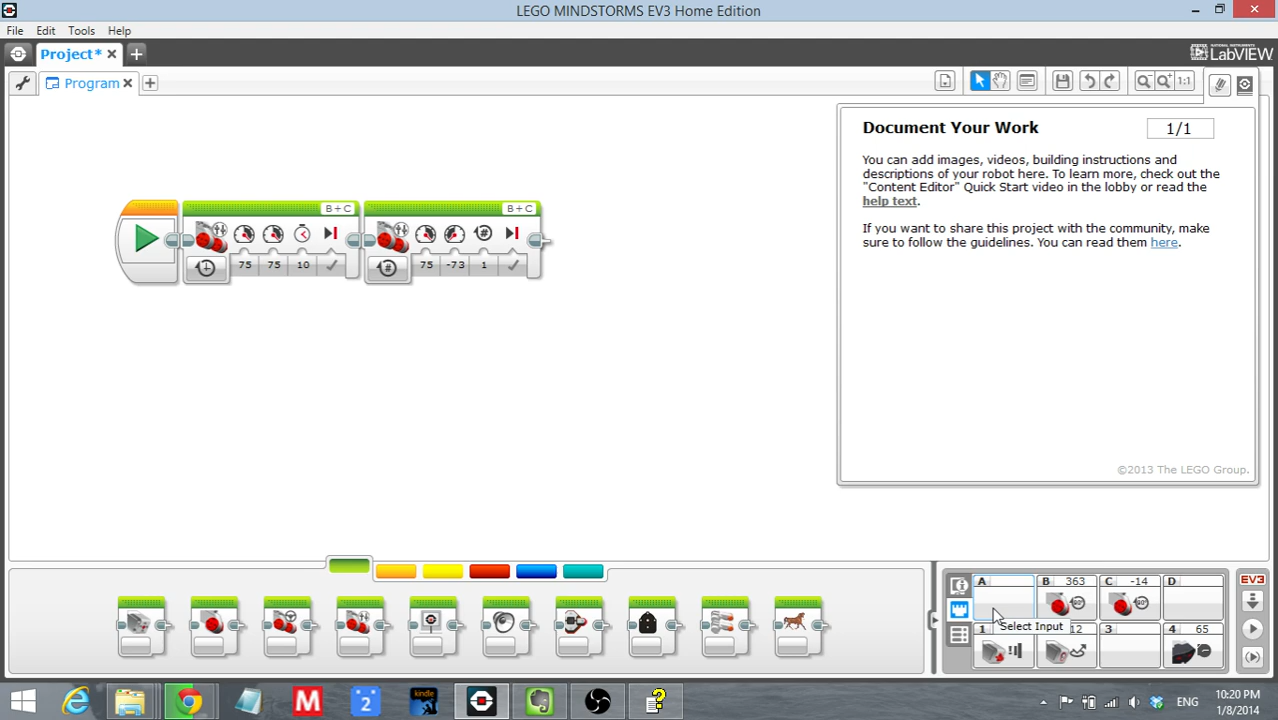 LEGO MINDSTORMS EV3 Home Edition
File Edit Tools Help
Project*
LabVIEW
Program
1:1
Document Your Work
1/1
You can add images, videos, building instructions and
descriptions of your robot here. To learn more, check out the
"Content Editor" Quick Start video in the lobby or read the
help text.
If you want to share this project with the community, make
sure to follow the guidelines. You can read them here.
©2013 The LEGO Group.
B+C B+C
75 75 10 75 -73 1
A B 363 C -14 D
EV3
Select Input
1 12 3 4 65
kindle
ENG
10:20 PM
1/8/2014